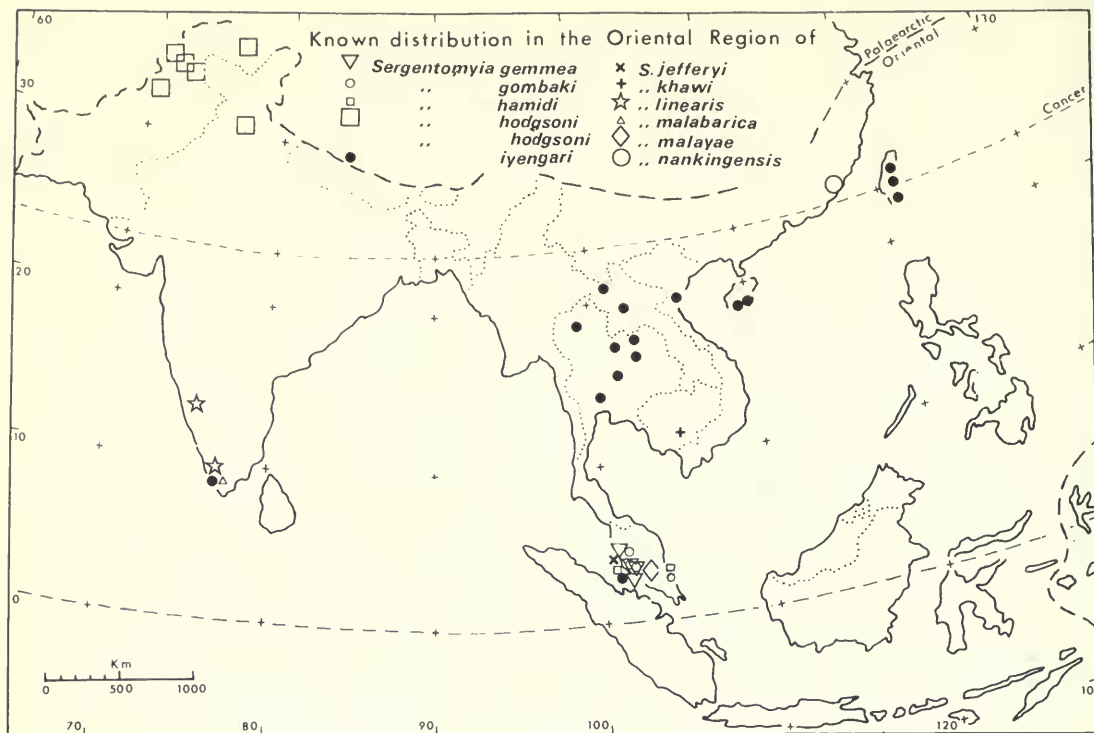 60
130
Known distribution in the Oriental Region of
Palaearctic
Oriental
Sergentomyia gemmea
,, gombaki
,, hamidi
,, hodgsoni
,, hodgsoni
iyengari
S. jefferyi
,, khawi
,, linearis
,, malabarica
,, malayae
,, nankingensis
30
Cancer
20
10
0
Km
0 500 1000
10
70 80 90 100 120